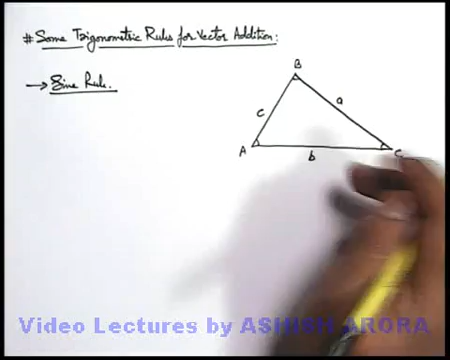 # Some Trigonometric Rules for Vector Addition:
→ Sine Rule.
B
c
a
A
b
C
Video Lectures by ASHISH ARORA